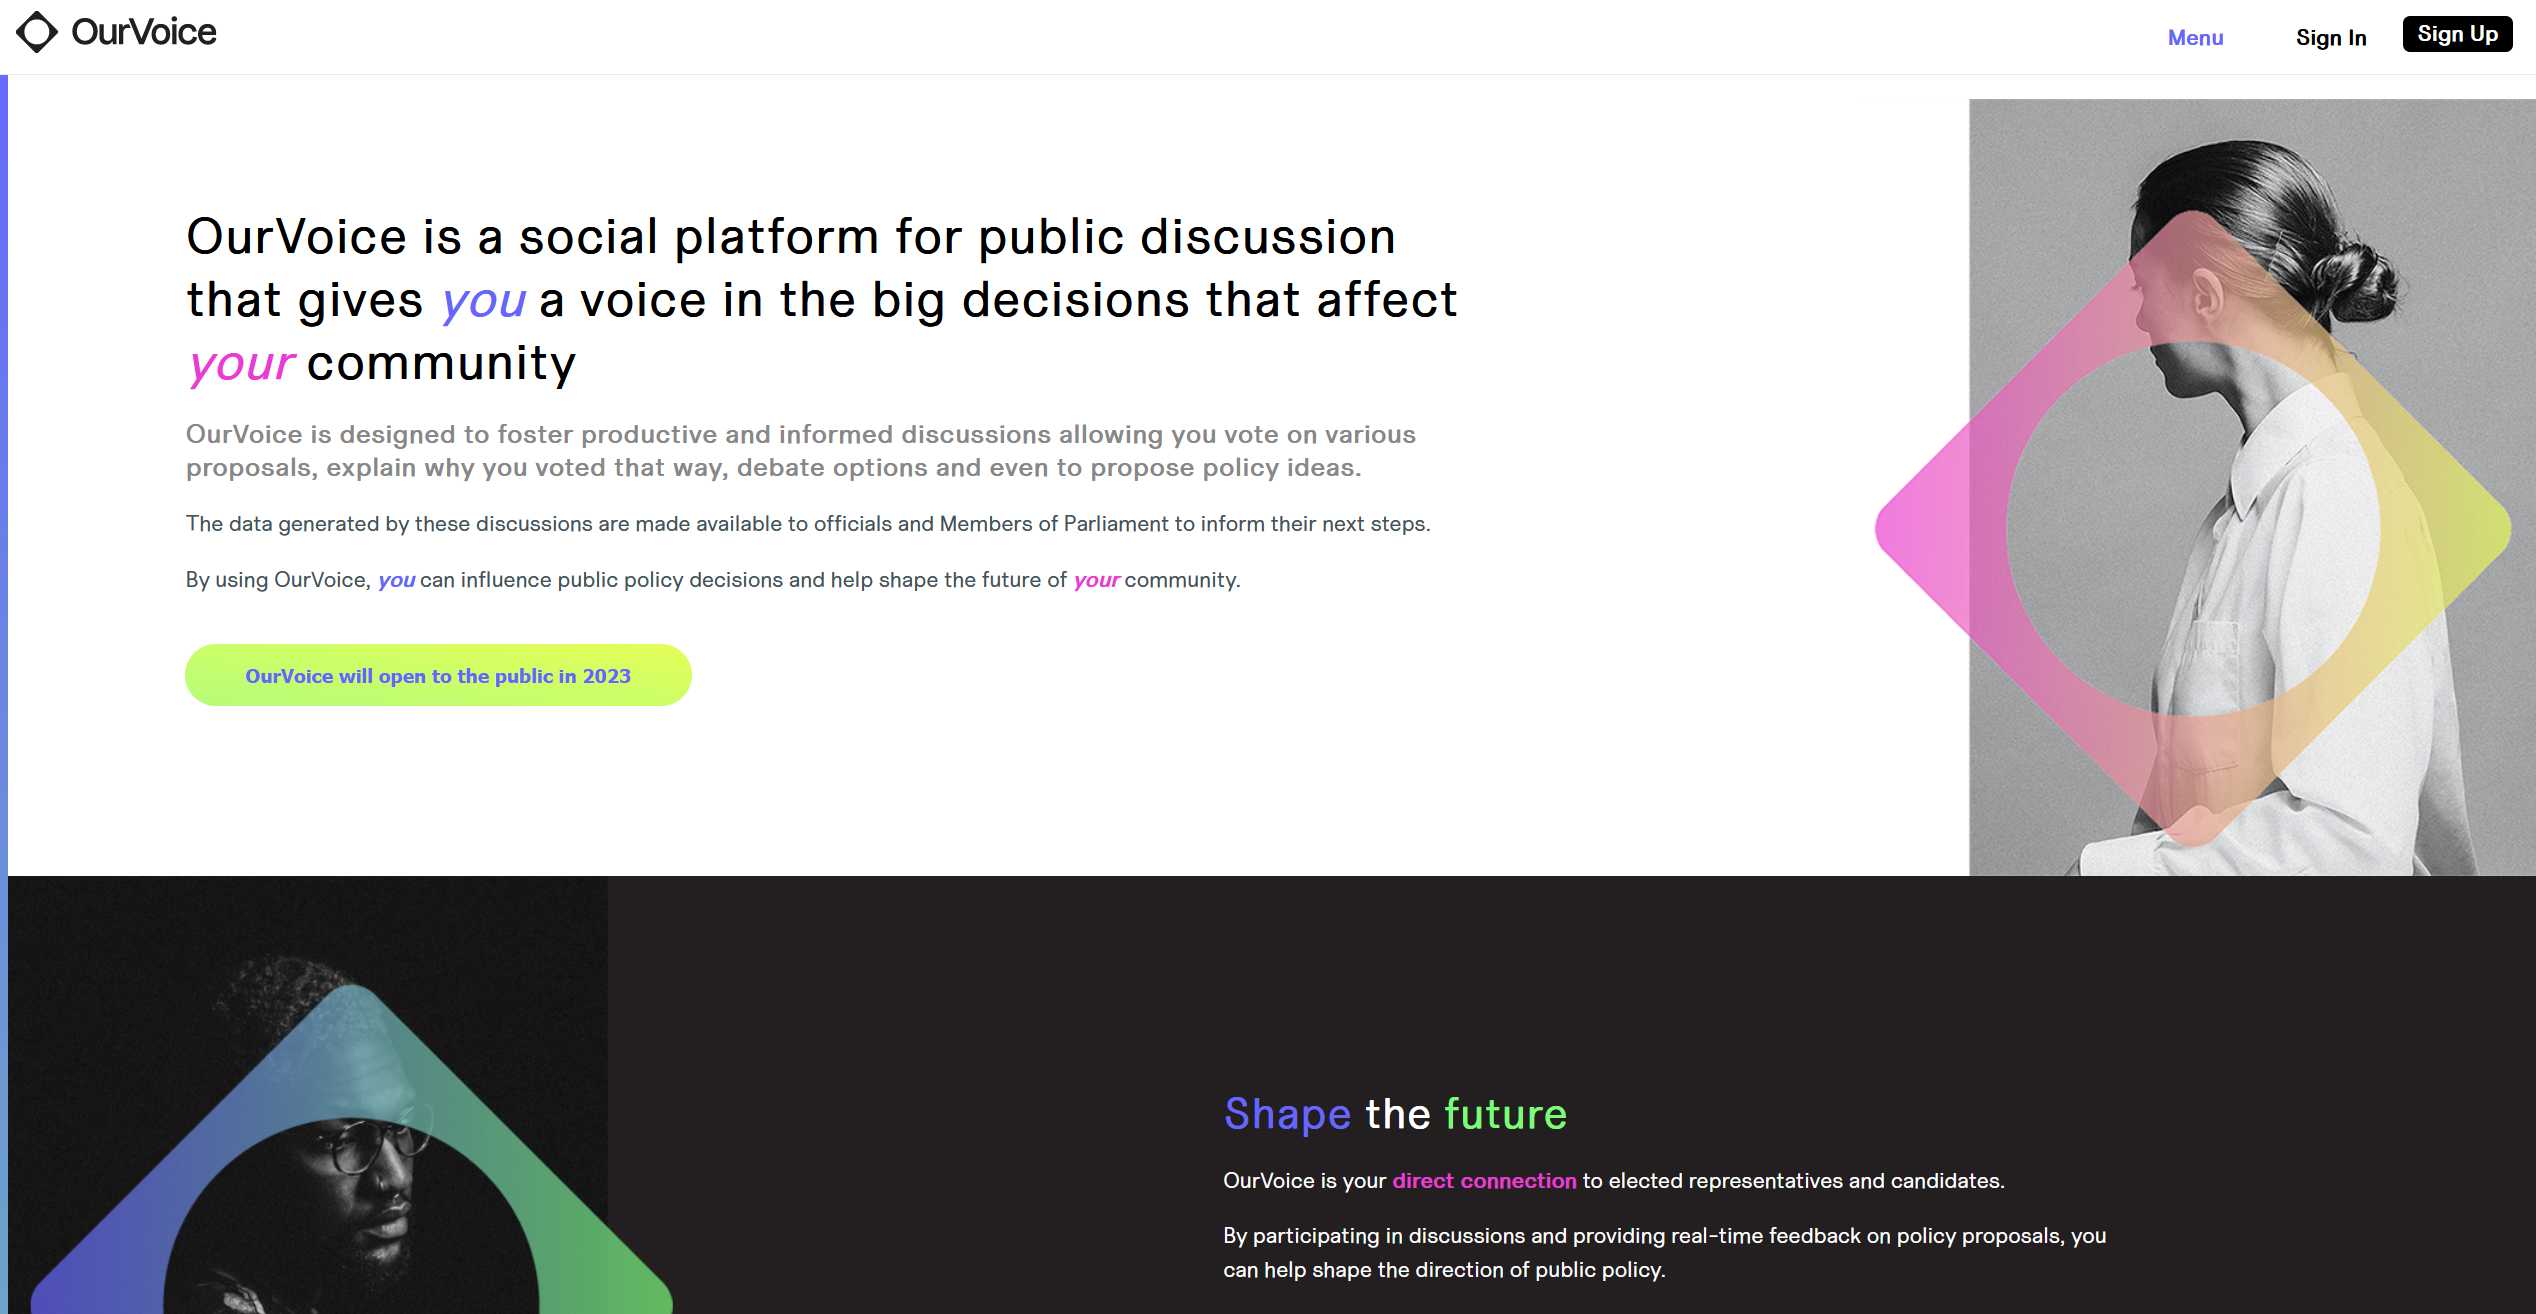 OurVoice
Menu
Sign In
Sign Up
OurVoice is a social platform for public discussion
that gives you a voice in the big decisions that affect
your community
OurVoice is designed to foster productive and informed discussions allowing you vote on various
proposals, explain why you voted that way, debate options and even to propose policy ideas.
The data generated by these discussions are made available to officials and Members of Parliament to inform their next steps.
By using OurVoice, you can influence public policy decisions and help shape the future of your community.
OurVoice will open to the public in 2023
Shape the future
OurVoice is your direct connection to elected representatives and candidates.
By participating in discussions and providing real-time feedback on policy proposals, you
can help shape the direction of public policy.